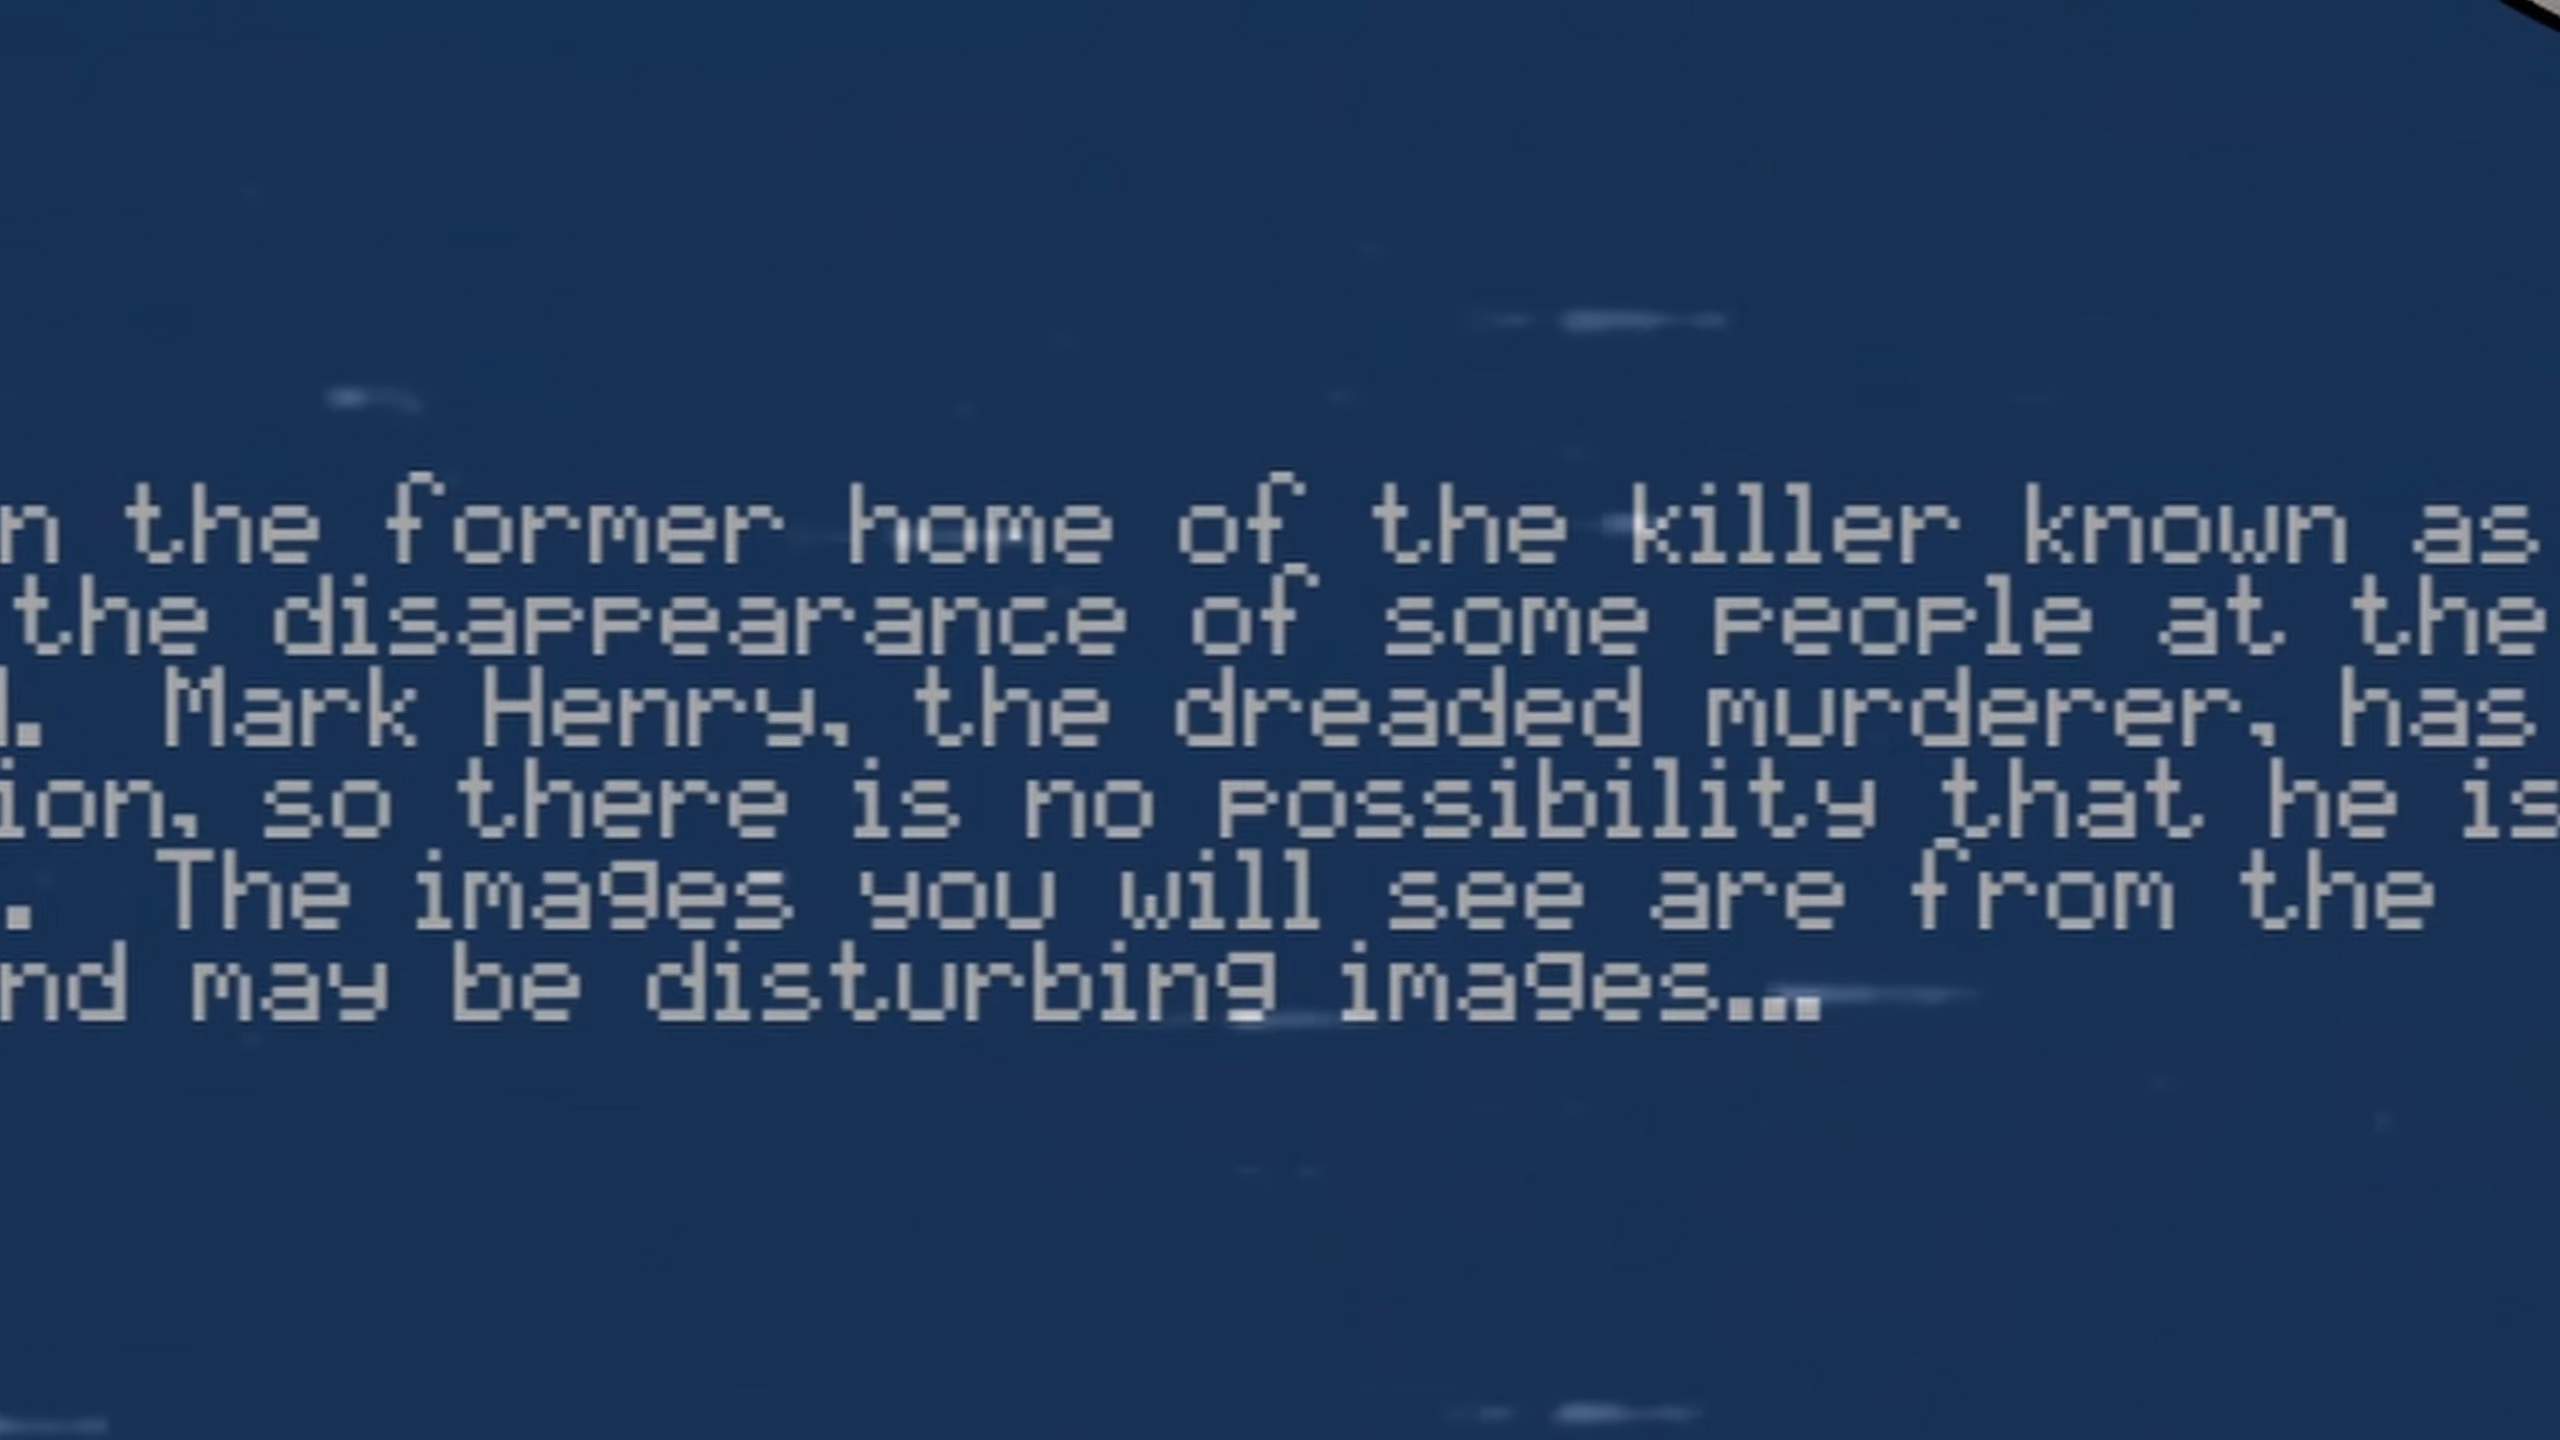 n the former home of the killer known as
the disappearance of some people at the
. Mark Henry, the dreaded murderer, has
ion, so there is no possibility that he is
. The images you will see are from the
nd may be disturbing images...